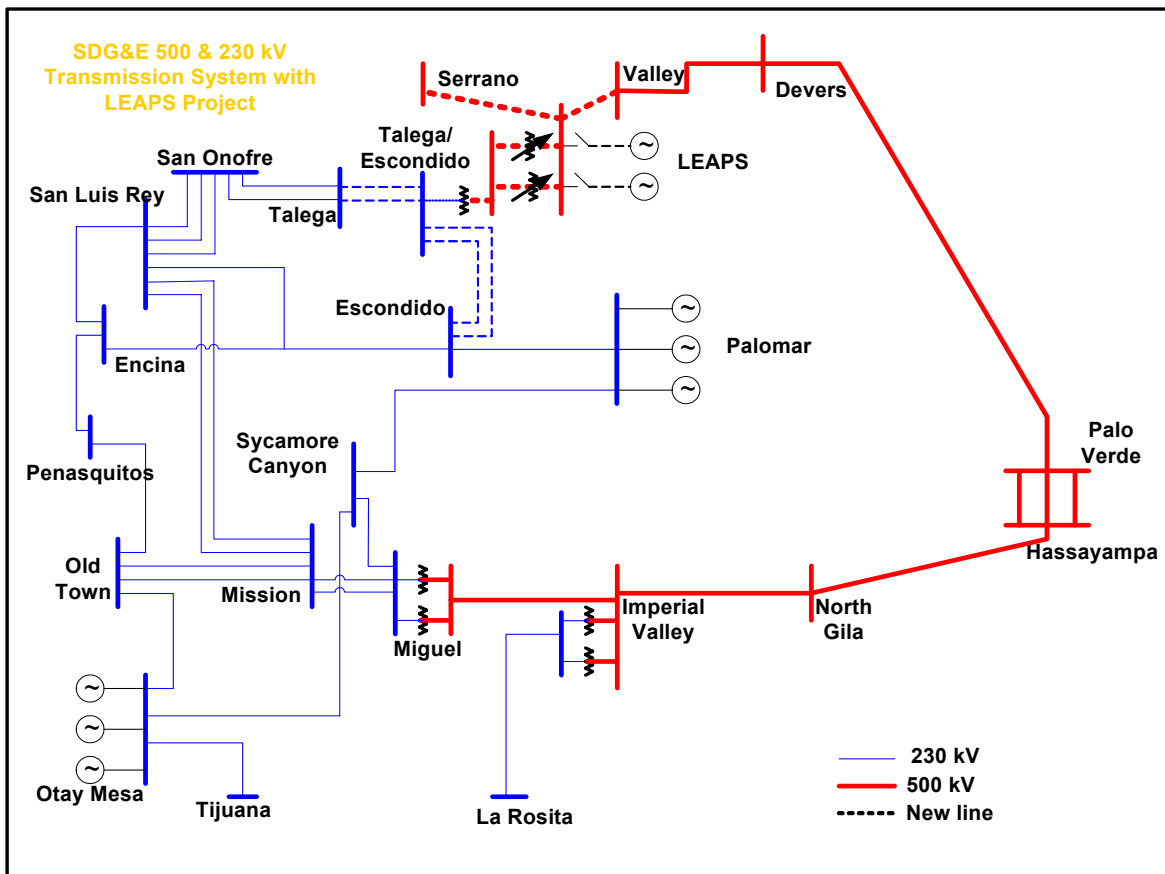 SDG&E 500 & 230 kV
Transmission System with
LEAPS Project
Serrano
Valley
Devers
San Onofre
Talega/
Escondido
LEAPS
San Luis Rey
Talega
Escondido
Palomar
Encina
Sycamore
Canyon
Palo
Verde
Penasquitos
Hassayampa
Old
Town
Mission
Imperial
Valley
North
Gila
Miguel
230 kV
500 kV
New line
Otay Mesa
Tijuana
La Rosita
~
~
~
~
~
~
~
~